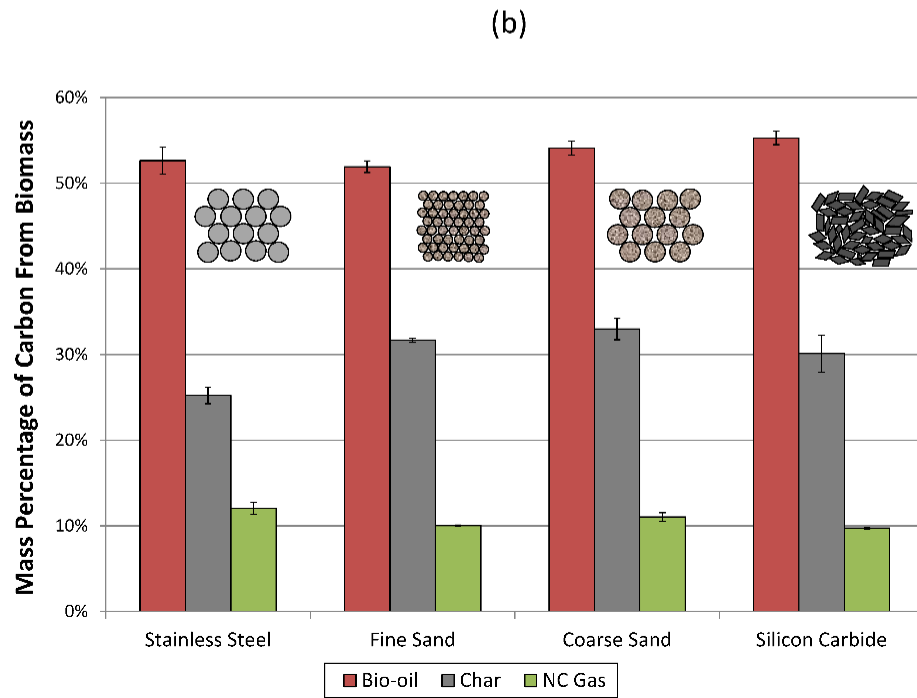 (b)
Mass Percentage of Carbon From Biomass
60%
50%
40%
30%
20%
10%
0%
Stainless Steel Fine Sand Coarse Sand Silicon Carbide
Bio-oil Char NC Gas